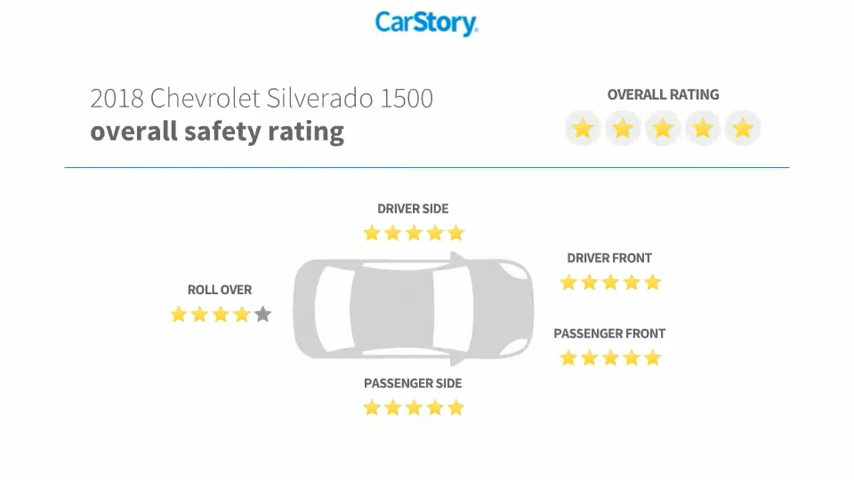 CarStory
2018 Chevrolet Silverado 1500
overall safety rating
OVERALL RATING
DRIVER SIDE
DRIVER FRONT
ROLL OVER
PASSENGER FRONT
PASSENGER SIDE